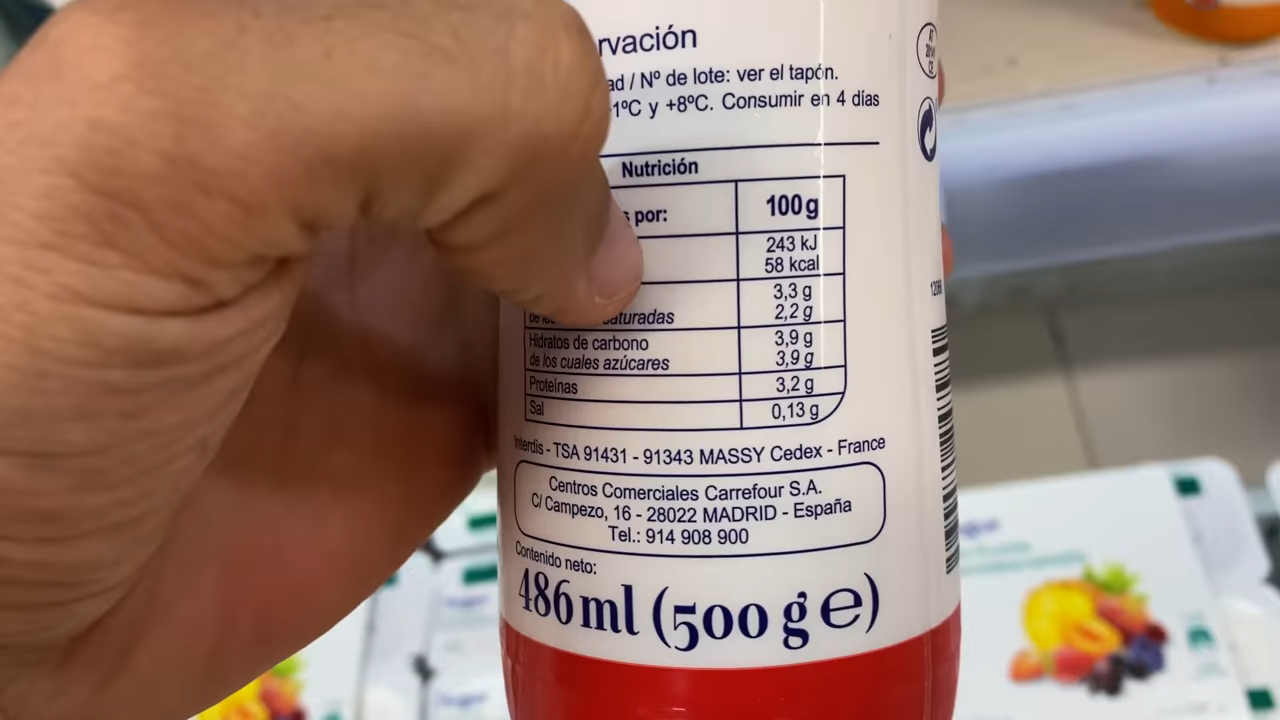 rvación
ad / Nº de lote: ver el tapón.
1ºC y +8ºC. Consumir en 4 días
Nutrición
s por: 100 g
243 kJ
58 kcal
3,3 g
saturadas 2,2 g
Hidratos de carbono 3,9 g
de los cuales azúcares 3,9 g
Proteínas 3,2 g
Sal 0,13 g
Interdis - TSA 91431 - 91343 MASSY Cedex - France
Centros Comerciales Carrefour S.A.
C/ Campezo, 16 - 28022 MADRID - España
Tel.: 914 908 900
Contenido neto:
486 ml (500 g e)